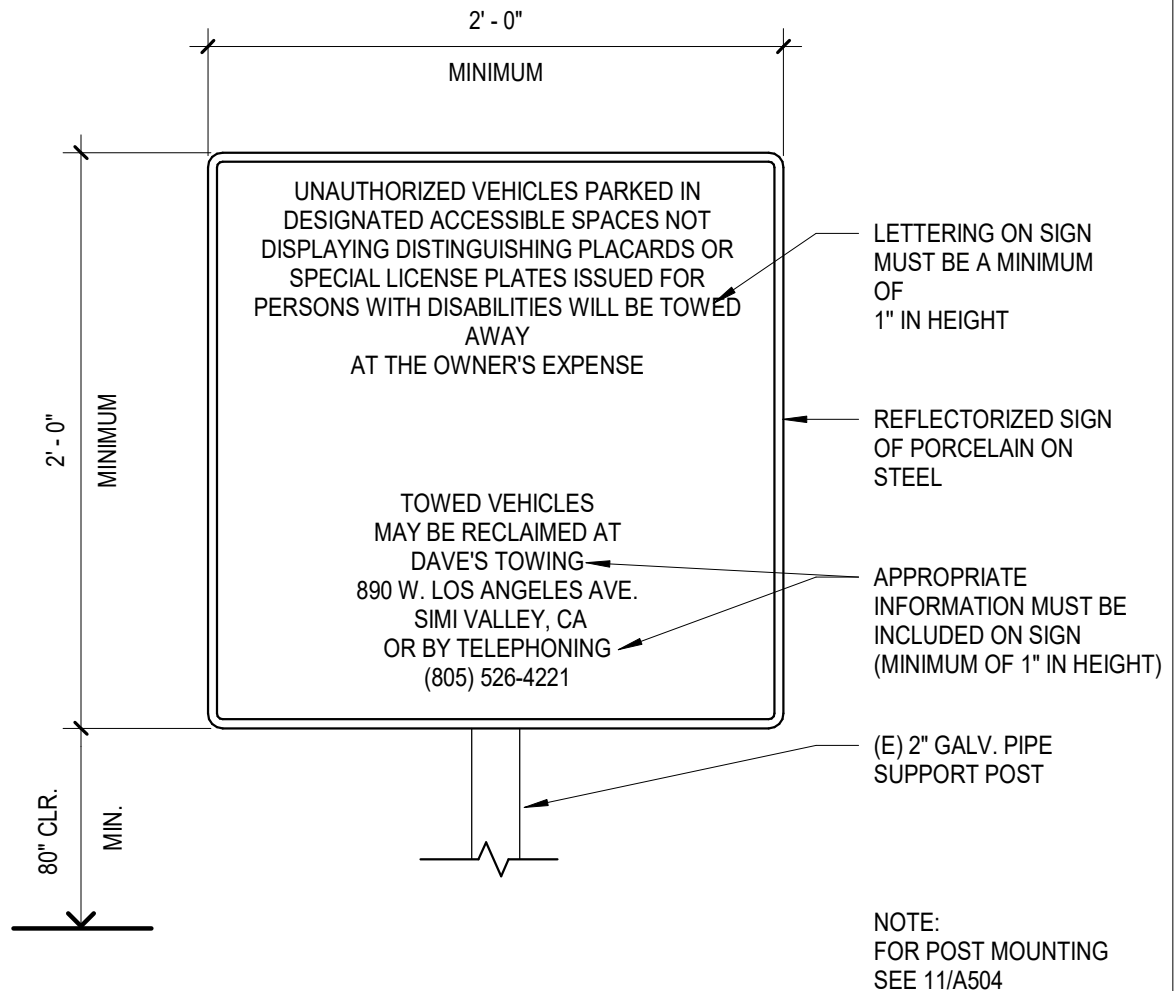 2' - 0"
MINIMUM
2' - 0"
MINIMUM
UNAUTHORIZED VEHICLES PARKED IN
DESIGNATED ACCESSIBLE SPACES NOT
DISPLAYING DISTINGUISHING PLACARDS OR
SPECIAL LICENSE PLATES ISSUED FOR
PERSONS WITH DISABILITIES WILL BE TOWED
AWAY
AT THE OWNER'S EXPENSE
TOWED VEHICLES
MAY BE RECLAIMED AT
DAVE'S TOWING
890 W. LOS ANGELES AVE.
SIMI VALLEY, CA
OR BY TELEPHONING
(805) 526-4221
LETTERING ON SIGN
MUST BE A MINIMUM
OF
1" IN HEIGHT
REFLECTORIZED SIGN
OF PORCELAIN ON
STEEL
APPROPRIATE
INFORMATION MUST BE
INCLUDED ON SIGN
(MINIMUM OF 1" IN HEIGHT)
(E) 2" GALV. PIPE
SUPPORT POST
80" CLR.
MIN.
NOTE:
FOR POST MOUNTING
SEE 11/A504